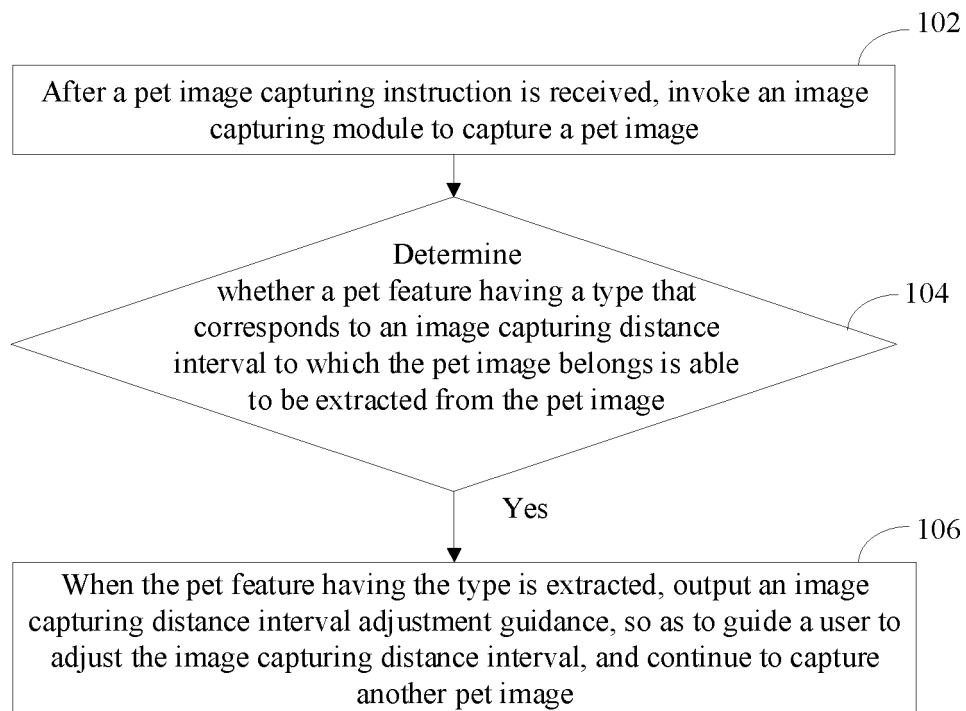 102
After a pet image capturing instruction is received, invoke an image
capturing module to capture a pet image
Determine
whether a pet feature having a type that
corresponds to an image capturing distance
interval to which the pet image belongs is able
to be extracted from the pet image
104
Yes
106
When the pet feature having the type is extracted, output an image
capturing distance interval adjustment guidance, so as to guide a user to
adjust the image capturing distance interval, and continue to capture
another pet image